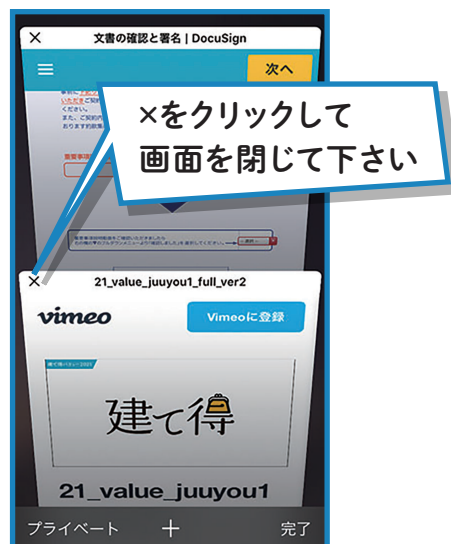 × 文書の確認と署名 | DocuSign
次へ
×をクリックして
画面を閉じて下さい
× 21_value_juuyou1_full_ver2
vimeo
Vimeoに登録
建て得
21_value_juuyou1
プライベート + 完了